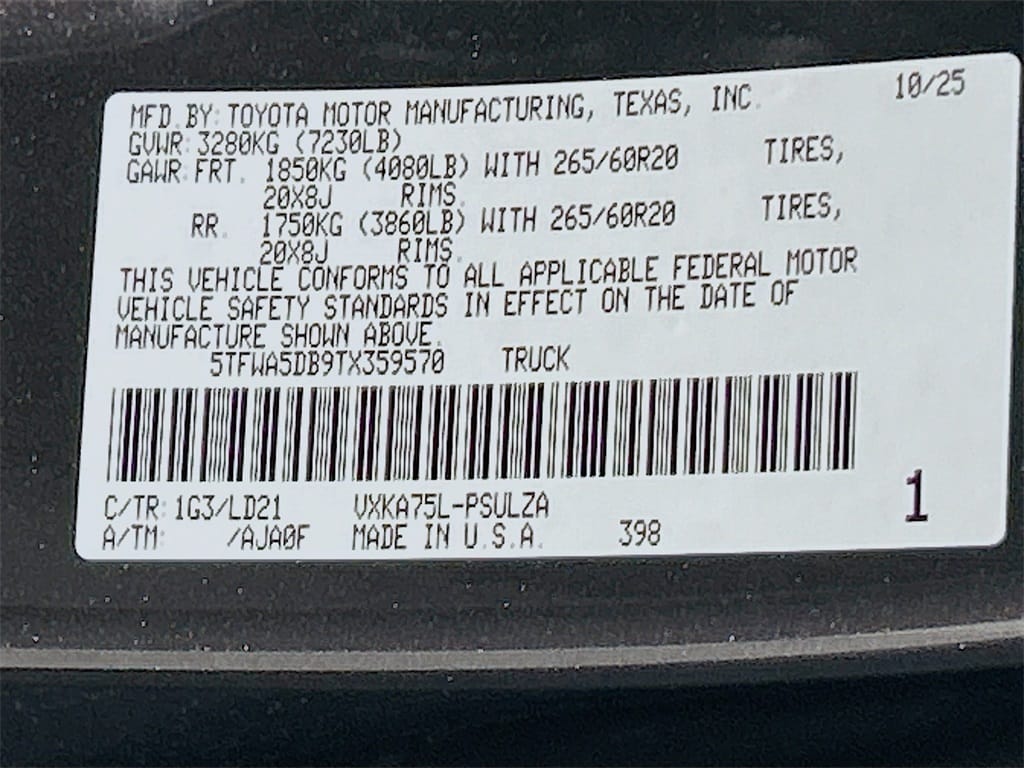 MFD.BY: TOYOTA MOTOR MANUFACTURING, TEXAS, INC. 10/25
GVWR: 3280KG (7230LB)
GAWR: FRT. 1850KG (4080LB) WITH 265/60R20 TIRES,
20X8J RIMS.
RR. 1750KG (3860LB) WITH 265/60R20 TIRES,
20X8J RIMS.
THIS VEHICLE CONFORMS TO ALL APPLICABLE FEDERAL MOTOR
VEHICLE SAFETY STANDARDS IN EFFECT ON THE DATE OF
MANUFACTURE SHOWN ABOVE.
5TFWA5DB9TX359570 TRUCK
C/TR: 1G3/LD21 VXKA75L-PSULZA
A/TM: /AJA0F MADE IN U.S.A. 398
1